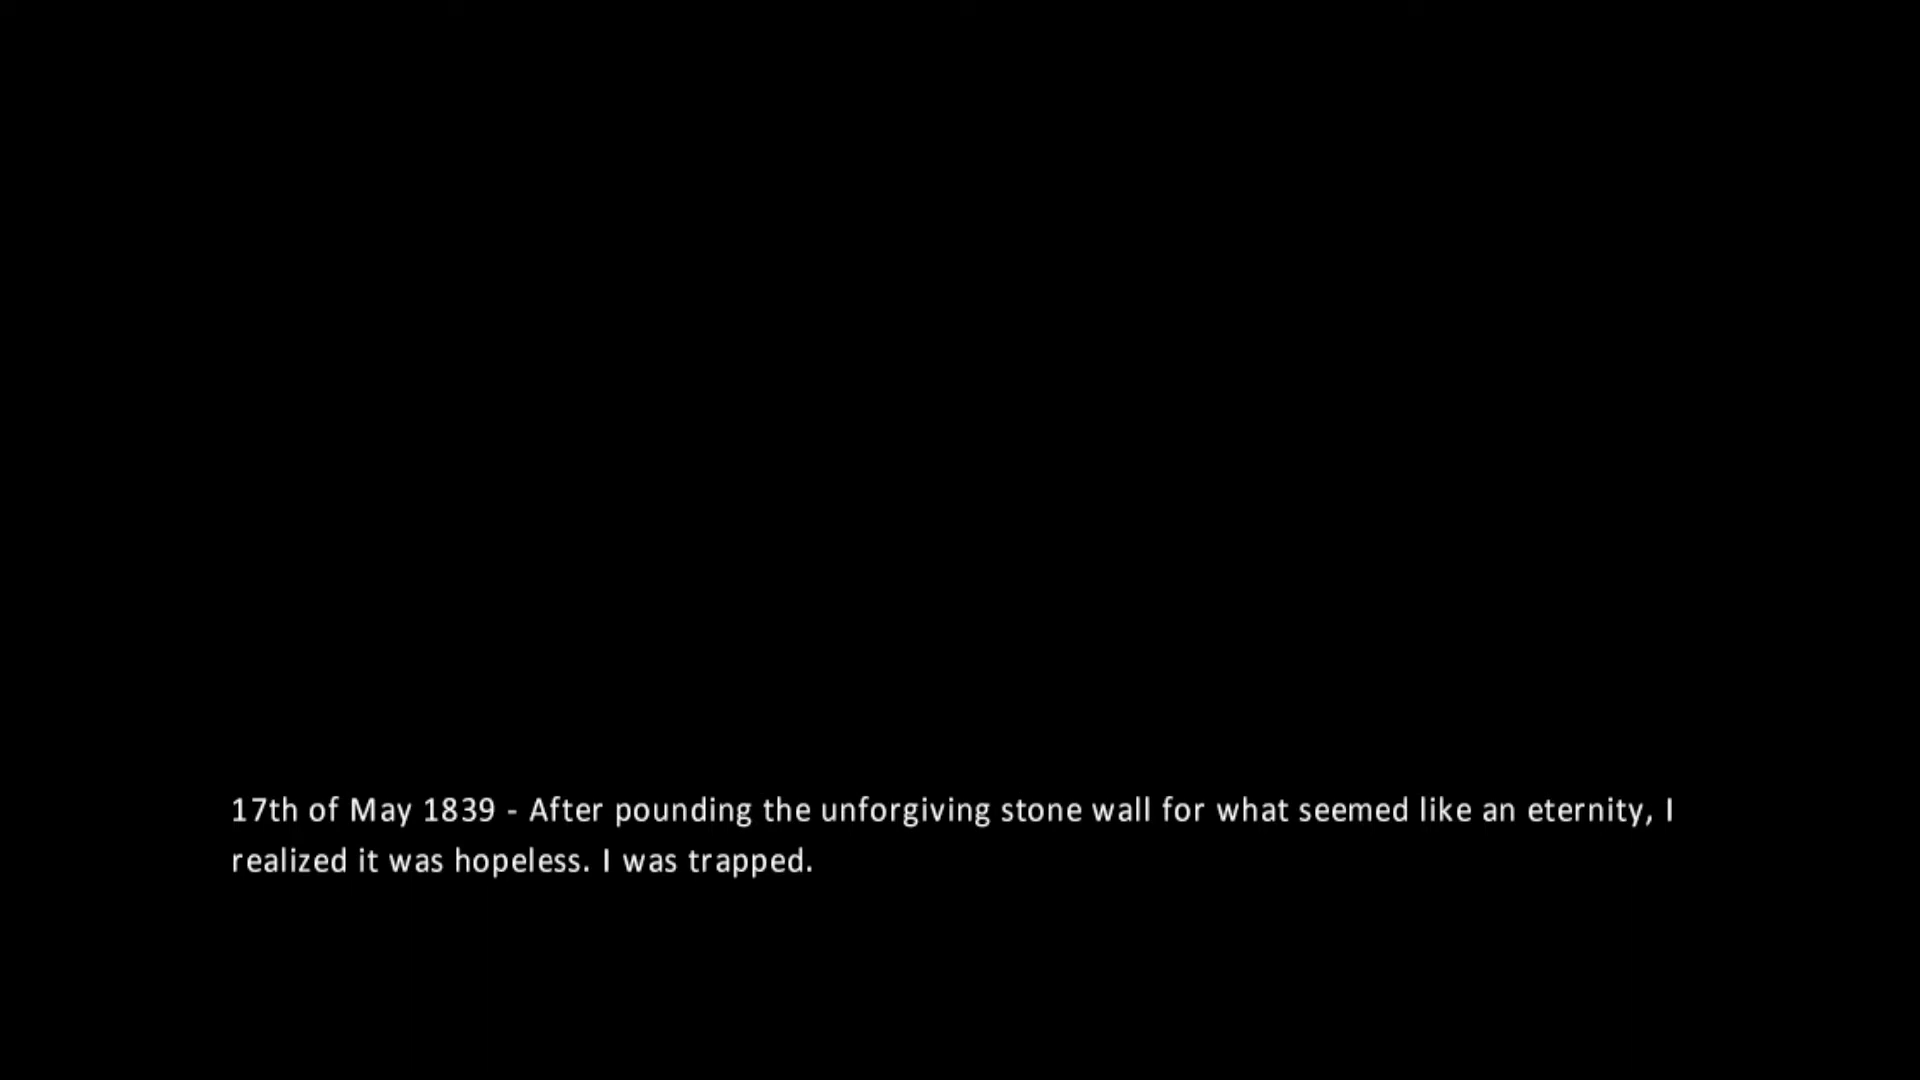 17th of May 1839 - After pounding the unforgiving stone wall for what seemed like an eternity, I
realized it was hopeless. I was trapped.